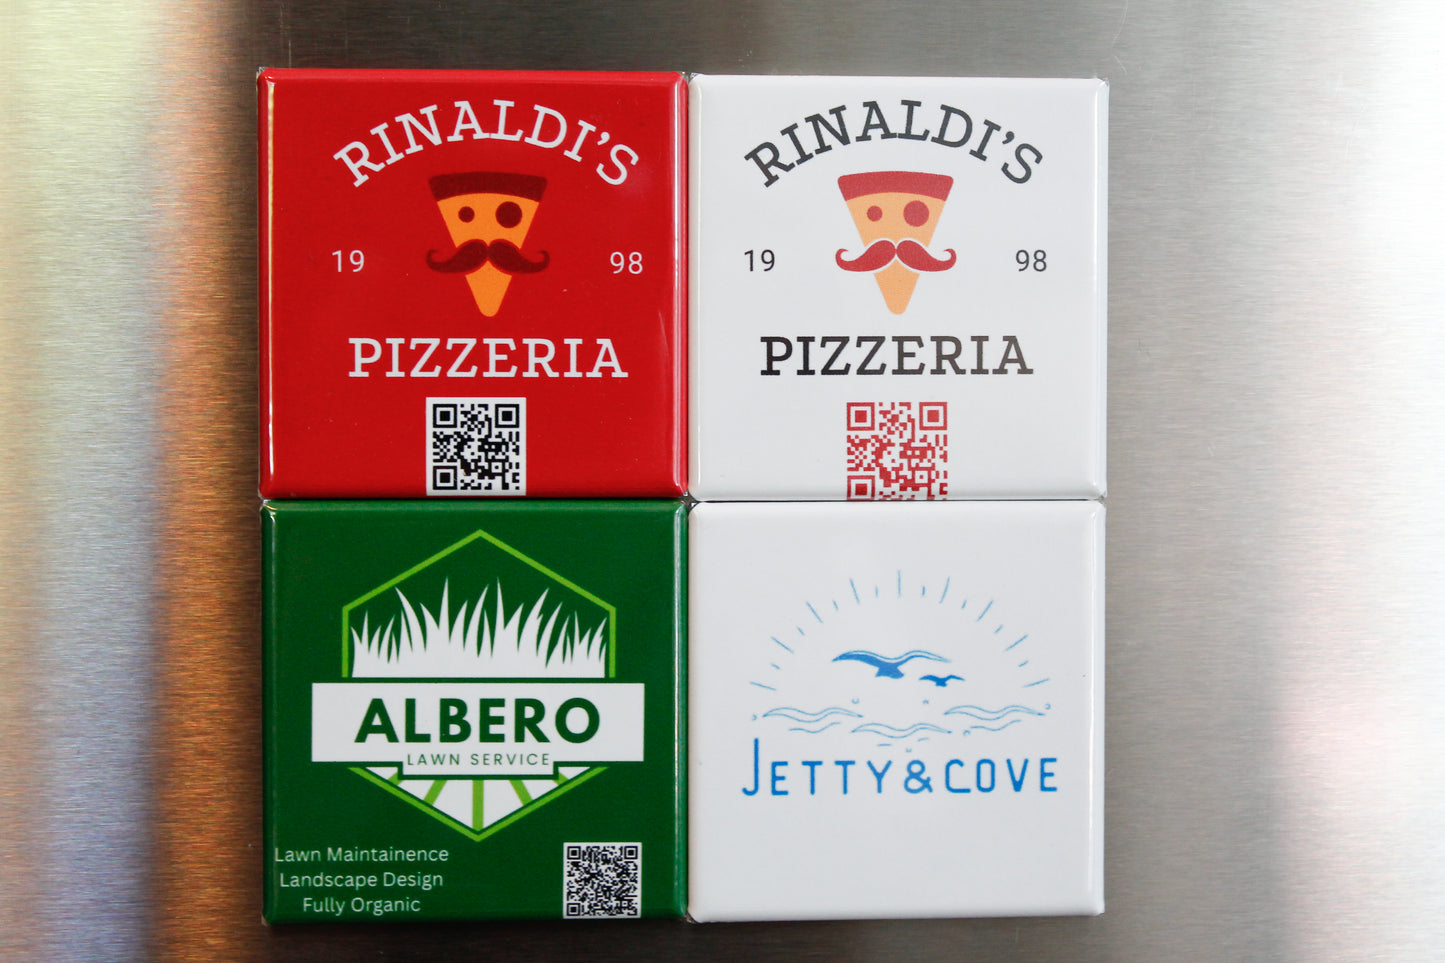 RINALDI'S
19 98
PIZZERIA
RINALDI'S
19 98
PIZZERIA
ALBERO
LAWN SERVICE
Lawn Maintainence
Landscape Design
Fully Organic
JETTY & COVE